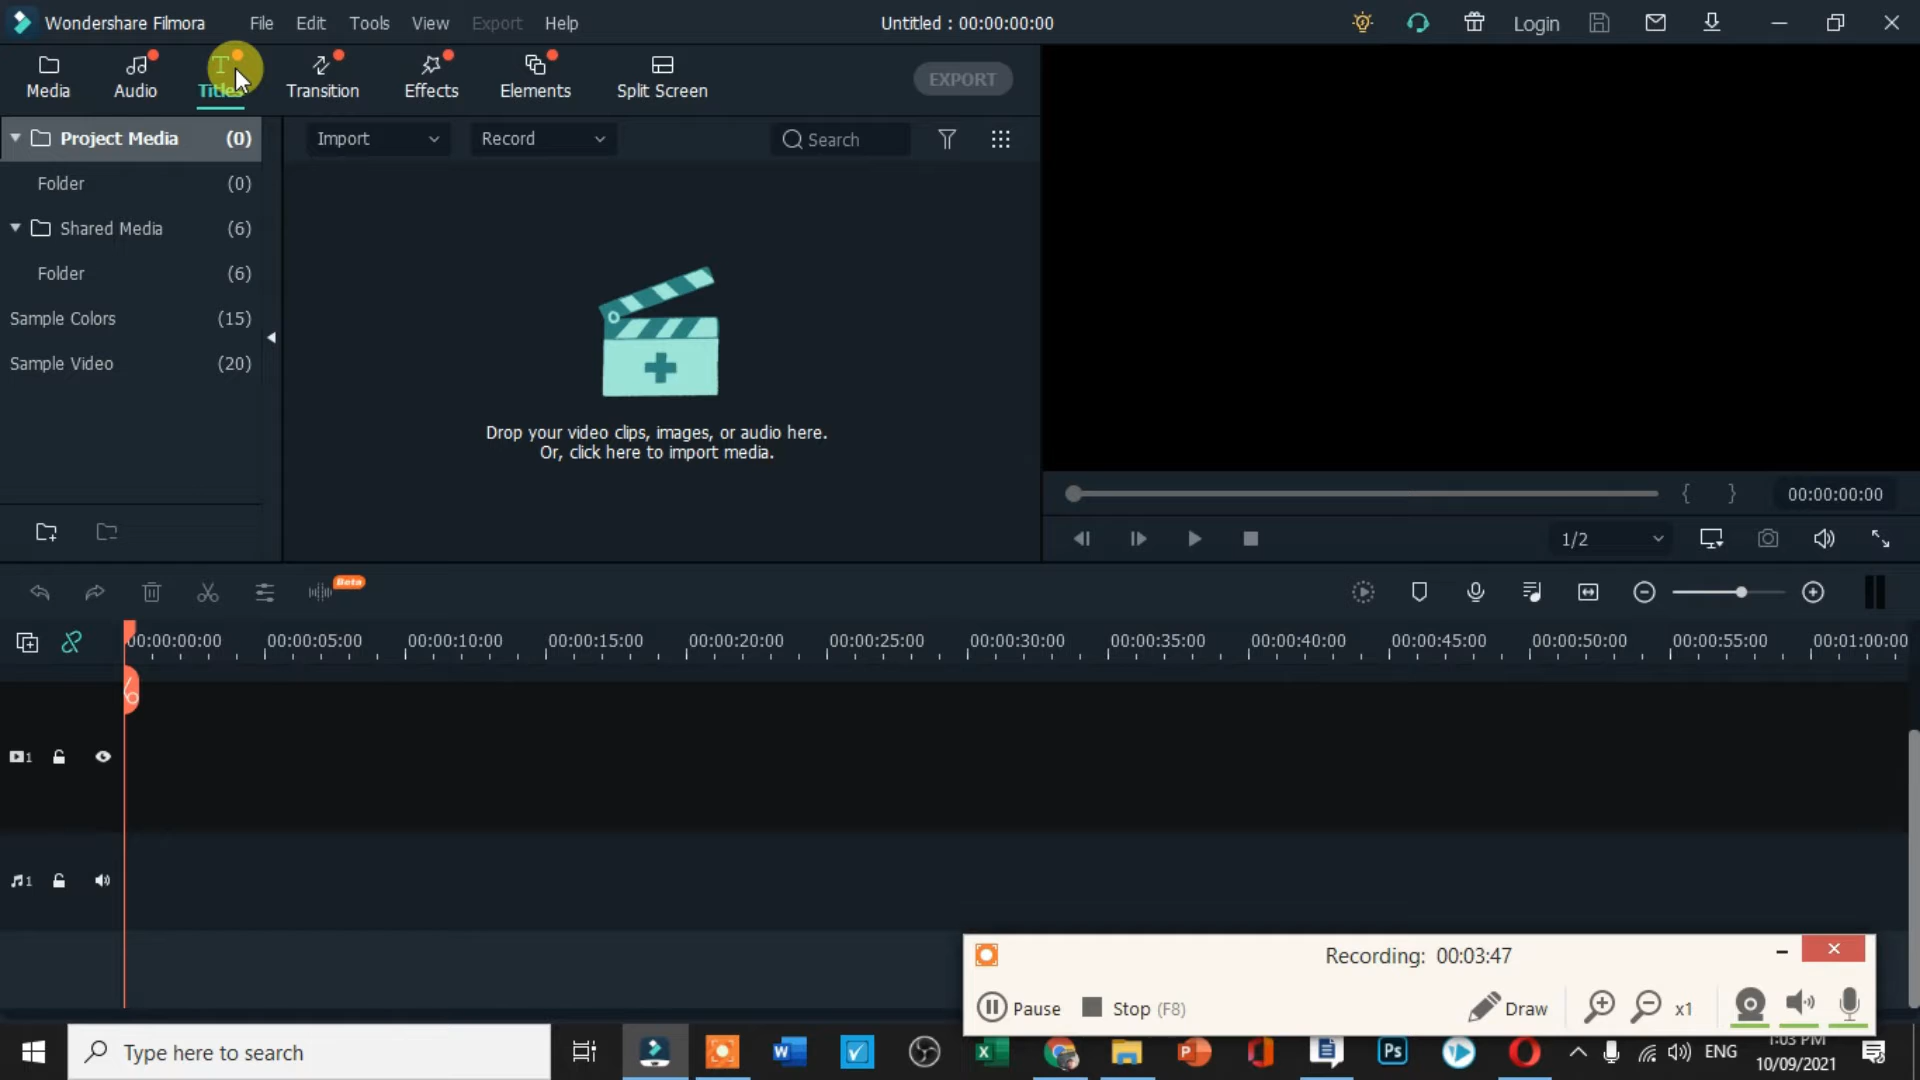 Wondershare Filmora File Edit Tools View Export Help Untitled : 00:00:00:00 Login
Media Audio Titles Transition Effects Elements Split Screen EXPORT
Project Media (0)
Folder (0)
Shared Media (6)
Folder (6)
Sample Colors (15)
Sample Video (20)
Import Record Search
Drop your video clips, images, or audio here.
Or, click here to import media.
{ } 00:00:00:00
1/2
Beta
00:00:00:00 00:00:05:00 00:00:10:00 00:00:15:00 00:00:20:00 00:00:25:00 00:00:30:00 00:00:35:00 00:00:40:00 00:00:45:00 00:00:50:00 00:00:55:00 00:01:00:00
1
1
Recording: 00:03:47
Pause Stop (F8) Draw x1
Type here to search
ENG
1:03 PM
10/09/2021